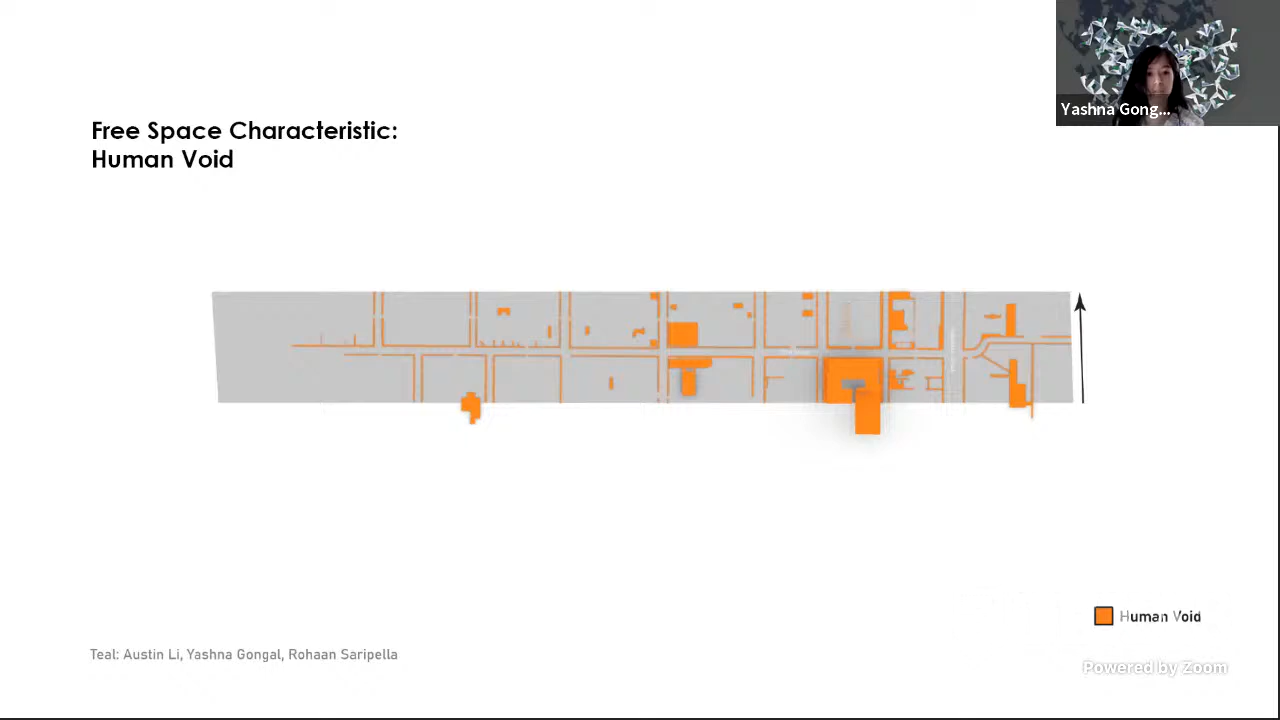 Yashna Gong...
Free Space Characteristic:
Human Void
Human Void
Teal: Austin Li, Yashna Gongal, Rohaan Saripella
Powered by Zoom